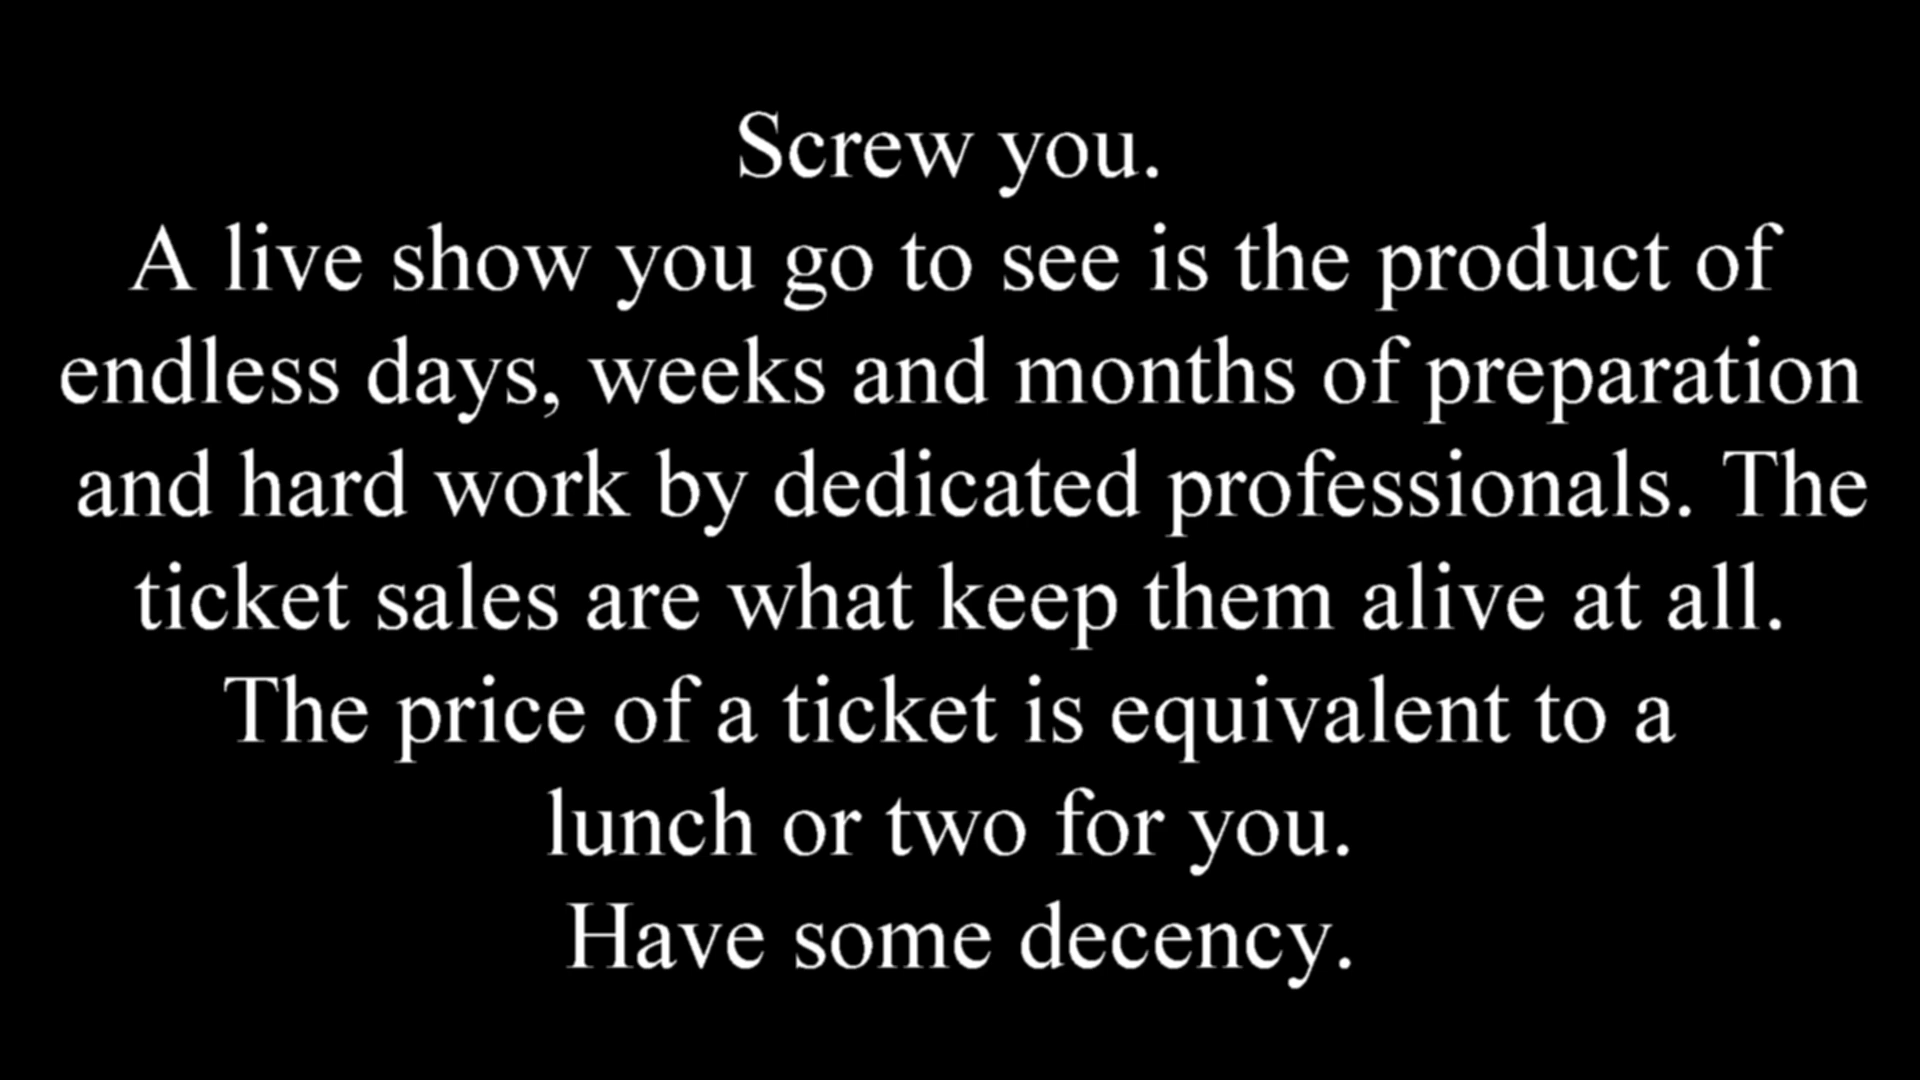 Screw you.
A live show you go to see is the product of
endless days, weeks and months of preparation
and hard work by dedicated professionals. The
ticket sales are what keep them alive at all.
The price of a ticket is equivalent to a
lunch or two for you.
Have some decency.